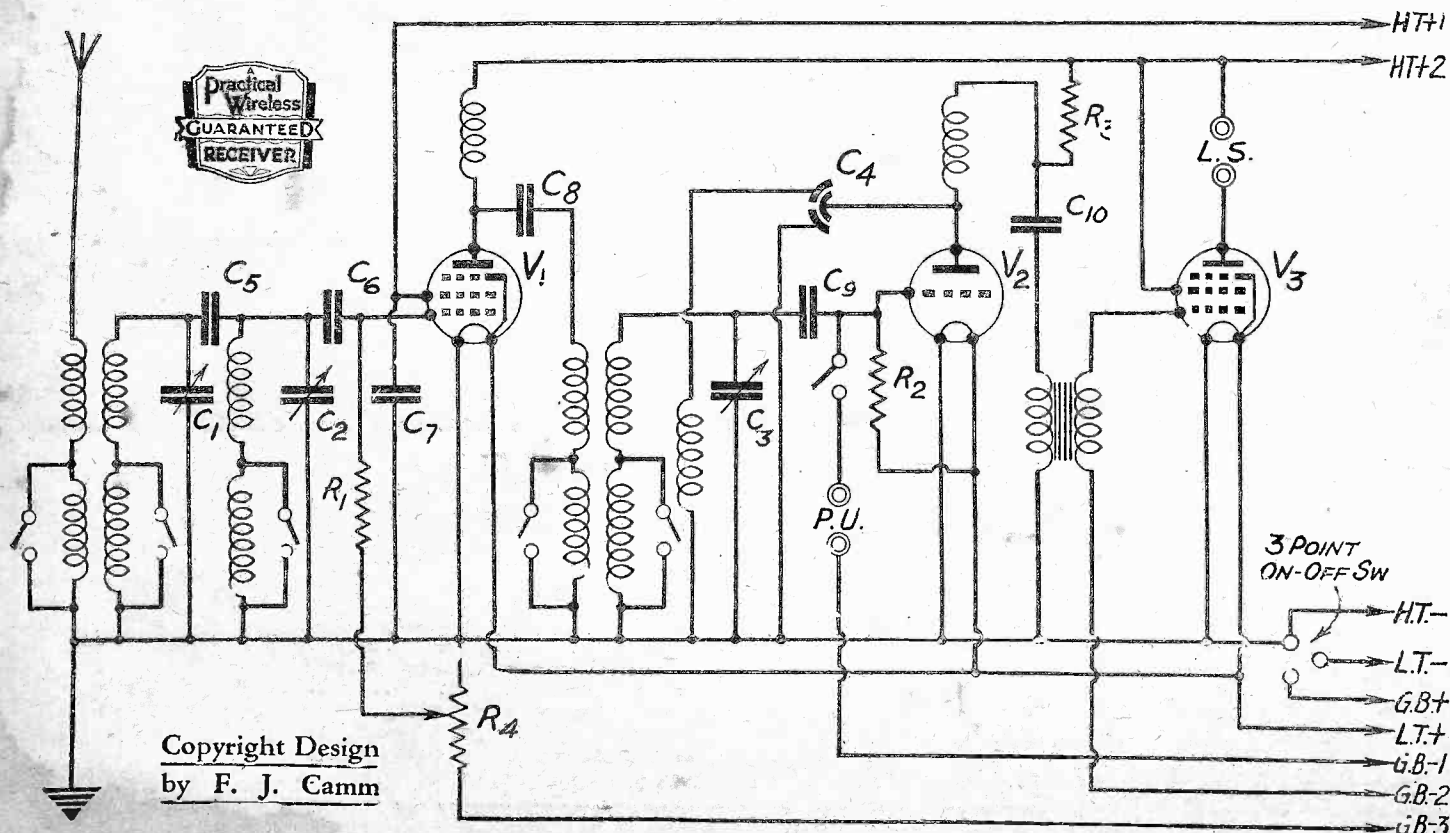 HT+1
HT+2
A
Practical
Wireless
GUARANTEED
RECEIVER
R3
L.S.
C4
C8
C10
V1
V2
V3
C5
C6
C9
C1
C2
C7
C3
R2
R1
P.U.
3 POINT
ON-OFF SW
H.T.-
L.T.-
G.B.+
L.T.+
G.B.-1
G.B.-2
G.B-3
R4
Copyright Design
by F. J. Camm